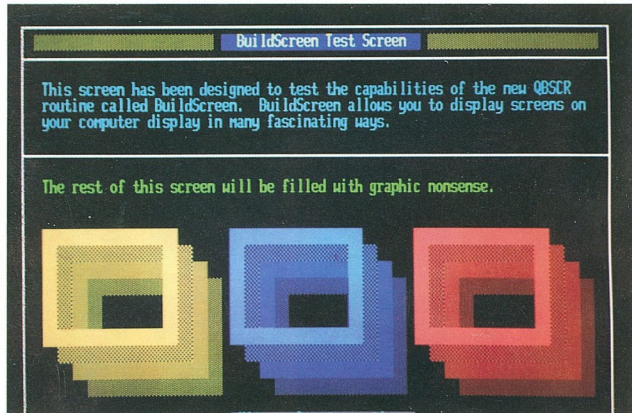 BuildScreen Test Screen
This screen has been designed to test the capabilities of the new QBSCR
routine called BuildScreen.  BuildScreen allows you to display screens on
your computer display in many fascinating ways.
The rest of this screen will be filled with graphic nonsense.